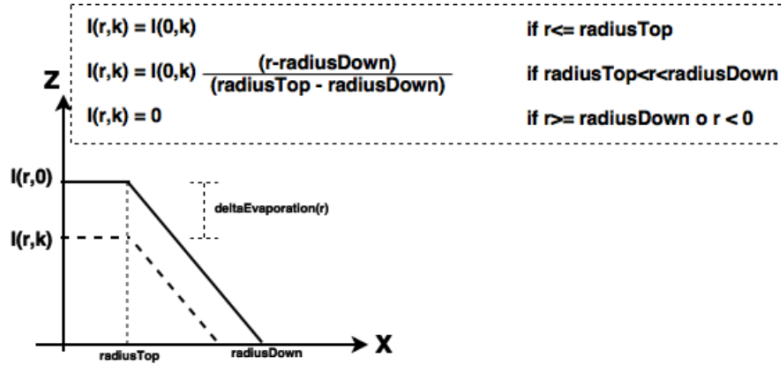 I(r,k) = I(0,k) if r<= radiusTop
I(r,k) = I(0,k) (r-radiusDown) / (radiusTop - radiusDown) if radiusTop<r<radiusDown
I(r,k) = 0 if r>= radiusDown o r < 0
Z
I(r,0)
deltaEvaporation(r)
I(r,k)
X
radiusTop radiusDown